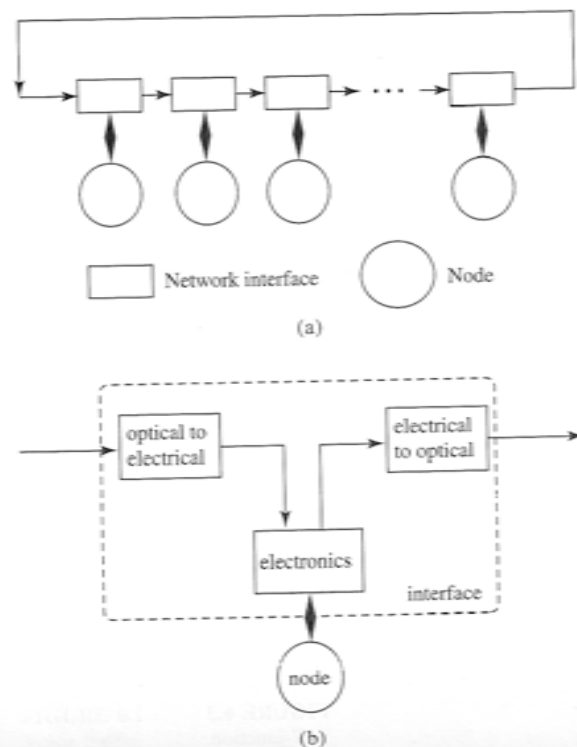 Network interface
Node
(a)
optical to
electrical
electrical
to optical
electronics
interface
node
(b)